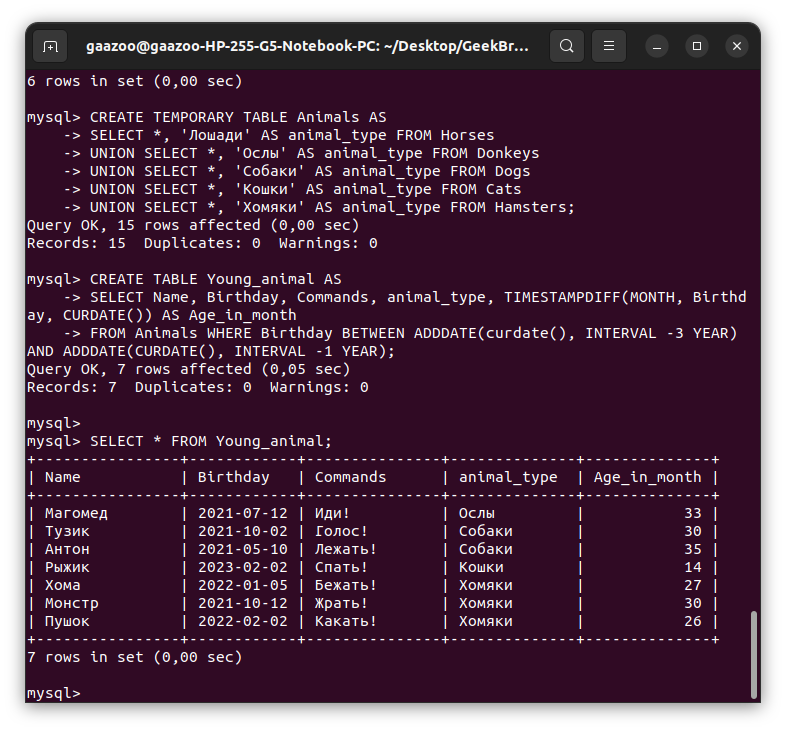 gaazoo@gaazoo-HP-255-G5-Notebook-PC: ~/Desktop/GeekBr...
6 rows in set (0,00 sec)
mysql> CREATE TEMPORARY TABLE Animals AS
    -> SELECT *, 'Лошади' AS animal_type FROM Horses
    -> UNION SELECT *, 'Ослы' AS animal_type FROM Donkeys
    -> UNION SELECT *, 'Собаки' AS animal_type FROM Dogs
    -> UNION SELECT *, 'Кошки' AS animal_type FROM Cats
    -> UNION SELECT *, 'Хомяки' AS animal_type FROM Hamsters;
Query OK, 15 rows affected (0,00 sec)
Records: 15  Duplicates: 0  Warnings: 0
mysql> CREATE TABLE Young_animal AS
    -> SELECT Name, Birthday, Commands, animal_type, TIMESTAMPDIFF(MONTH, Birthd
ay, CURDATE()) AS Age_in_month
    -> FROM Animals WHERE Birthday BETWEEN ADDDATE(curdate(), INTERVAL -3 YEAR)
AND ADDDATE(CURDATE(), INTERVAL -1 YEAR);
Query OK, 7 rows affected (0,05 sec)
Records: 7  Duplicates: 0  Warnings: 0
mysql>
mysql> SELECT * FROM Young_animal;
+----------------+------------+---------------+--------------+--------------+
| Name           | Birthday   | Commands      | animal_type  | Age_in_month |
+----------------+------------+---------------+--------------+--------------+
| Магомед        | 2021-07-12 | Иди!          | Ослы         |           33 |
| Тузик          | 2021-10-02 | Голос!        | Собаки       |           30 |
| Антон          | 2021-05-10 | Лежать!       | Собаки       |           35 |
| Рыжик          | 2023-02-02 | Спать!        | Кошки        |           14 |
| Хома           | 2022-01-05 | Бежать!       | Хомяки       |           27 |
| Монстр         | 2021-10-12 | Жрать!        | Хомяки       |           30 |
| Пушок          | 2022-02-02 | Какать!       | Хомяки       |           26 |
+----------------+------------+---------------+--------------+--------------+
7 rows in set (0,00 sec)
mysql>